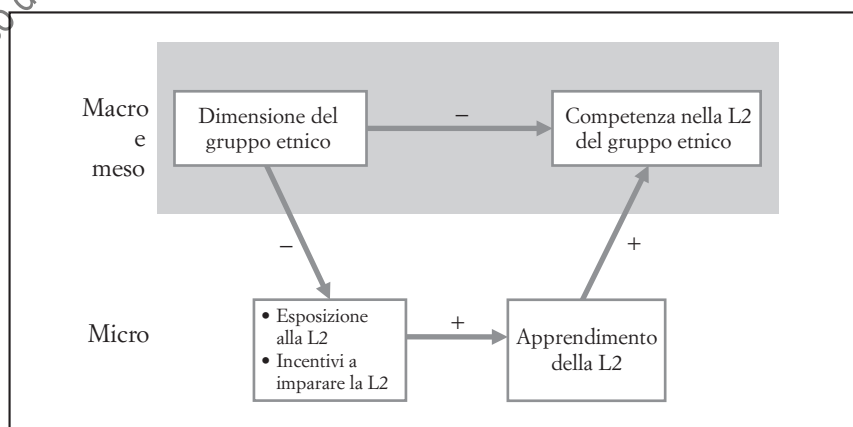 Macro
e
meso
Dimensione del
gruppo etnico
–
Competenza nella L2
del gruppo etnico
–
+
Micro
• Esposizione
alla L2
• Incentivi a
imparare la L2
+
Apprendimento
della L2